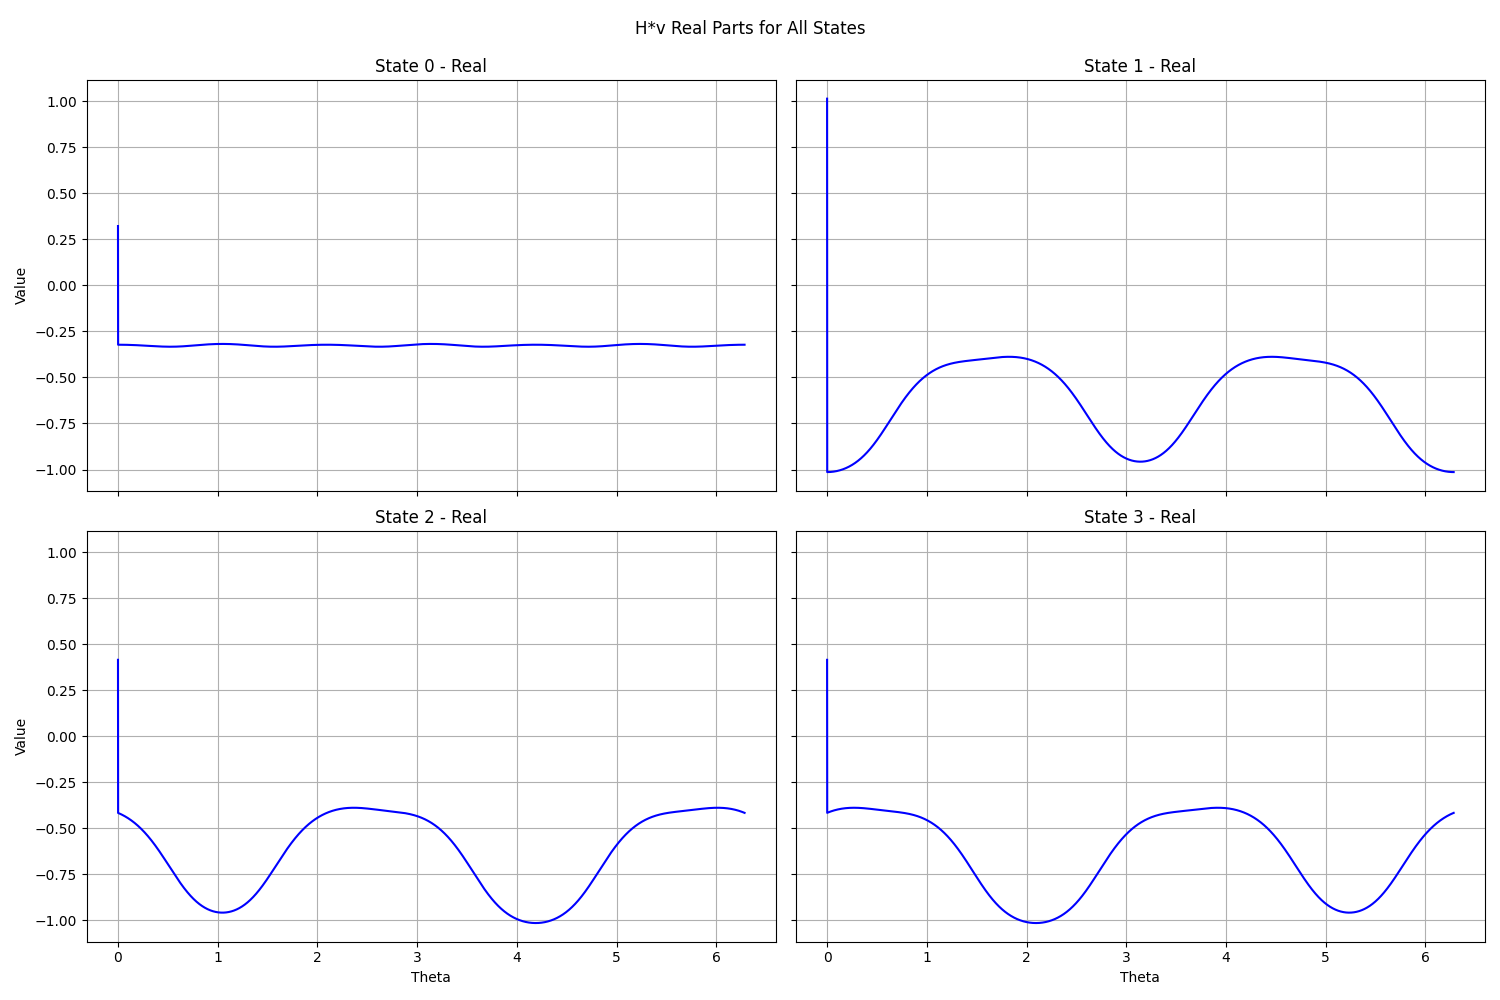 H*v Real Parts for All States
State 0 - Real
State 1 - Real
1.00
0.75
0.50
0.25
0.00
−0.25
−0.50
−0.75
−1.00
Value
State 2 - Real
State 3 - Real
1.00
0.75
0.50
0.25
0.00
−0.25
−0.50
−0.75
−1.00
Value
0 1 2 3 4 5 6
0 1 2 3 4 5 6
Theta
Theta